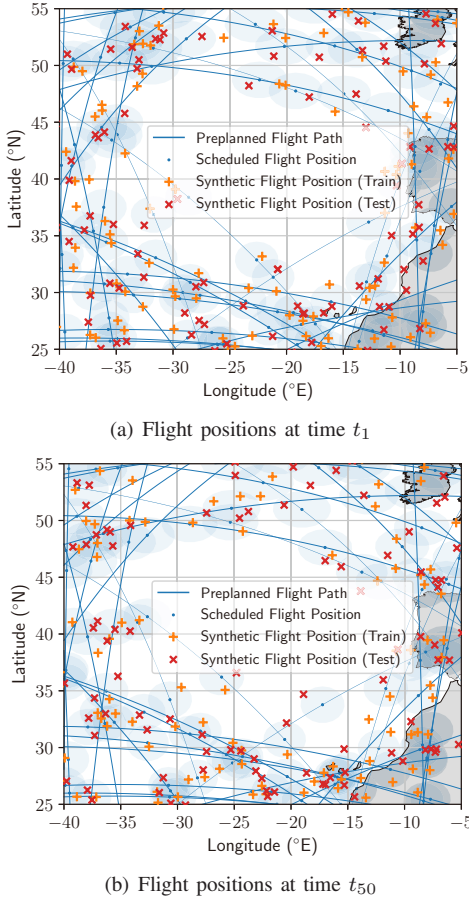 55
50
45
40
35
30
25
Latitude (°N)
Preplanned Flight Path
Scheduled Flight Position
Synthetic Flight Position (Train)
Synthetic Flight Position (Test)
−40 −35 −30 −25 −20 −15 −10 −5
Longitude (°E)
(a) Flight positions at time t₁
55
50
45
40
35
30
25
Latitude (°N)
Preplanned Flight Path
Scheduled Flight Position
Synthetic Flight Position (Train)
Synthetic Flight Position (Test)
−40 −35 −30 −25 −20 −15 −10 −5
Longitude (°E)
(b) Flight positions at time t₅₀